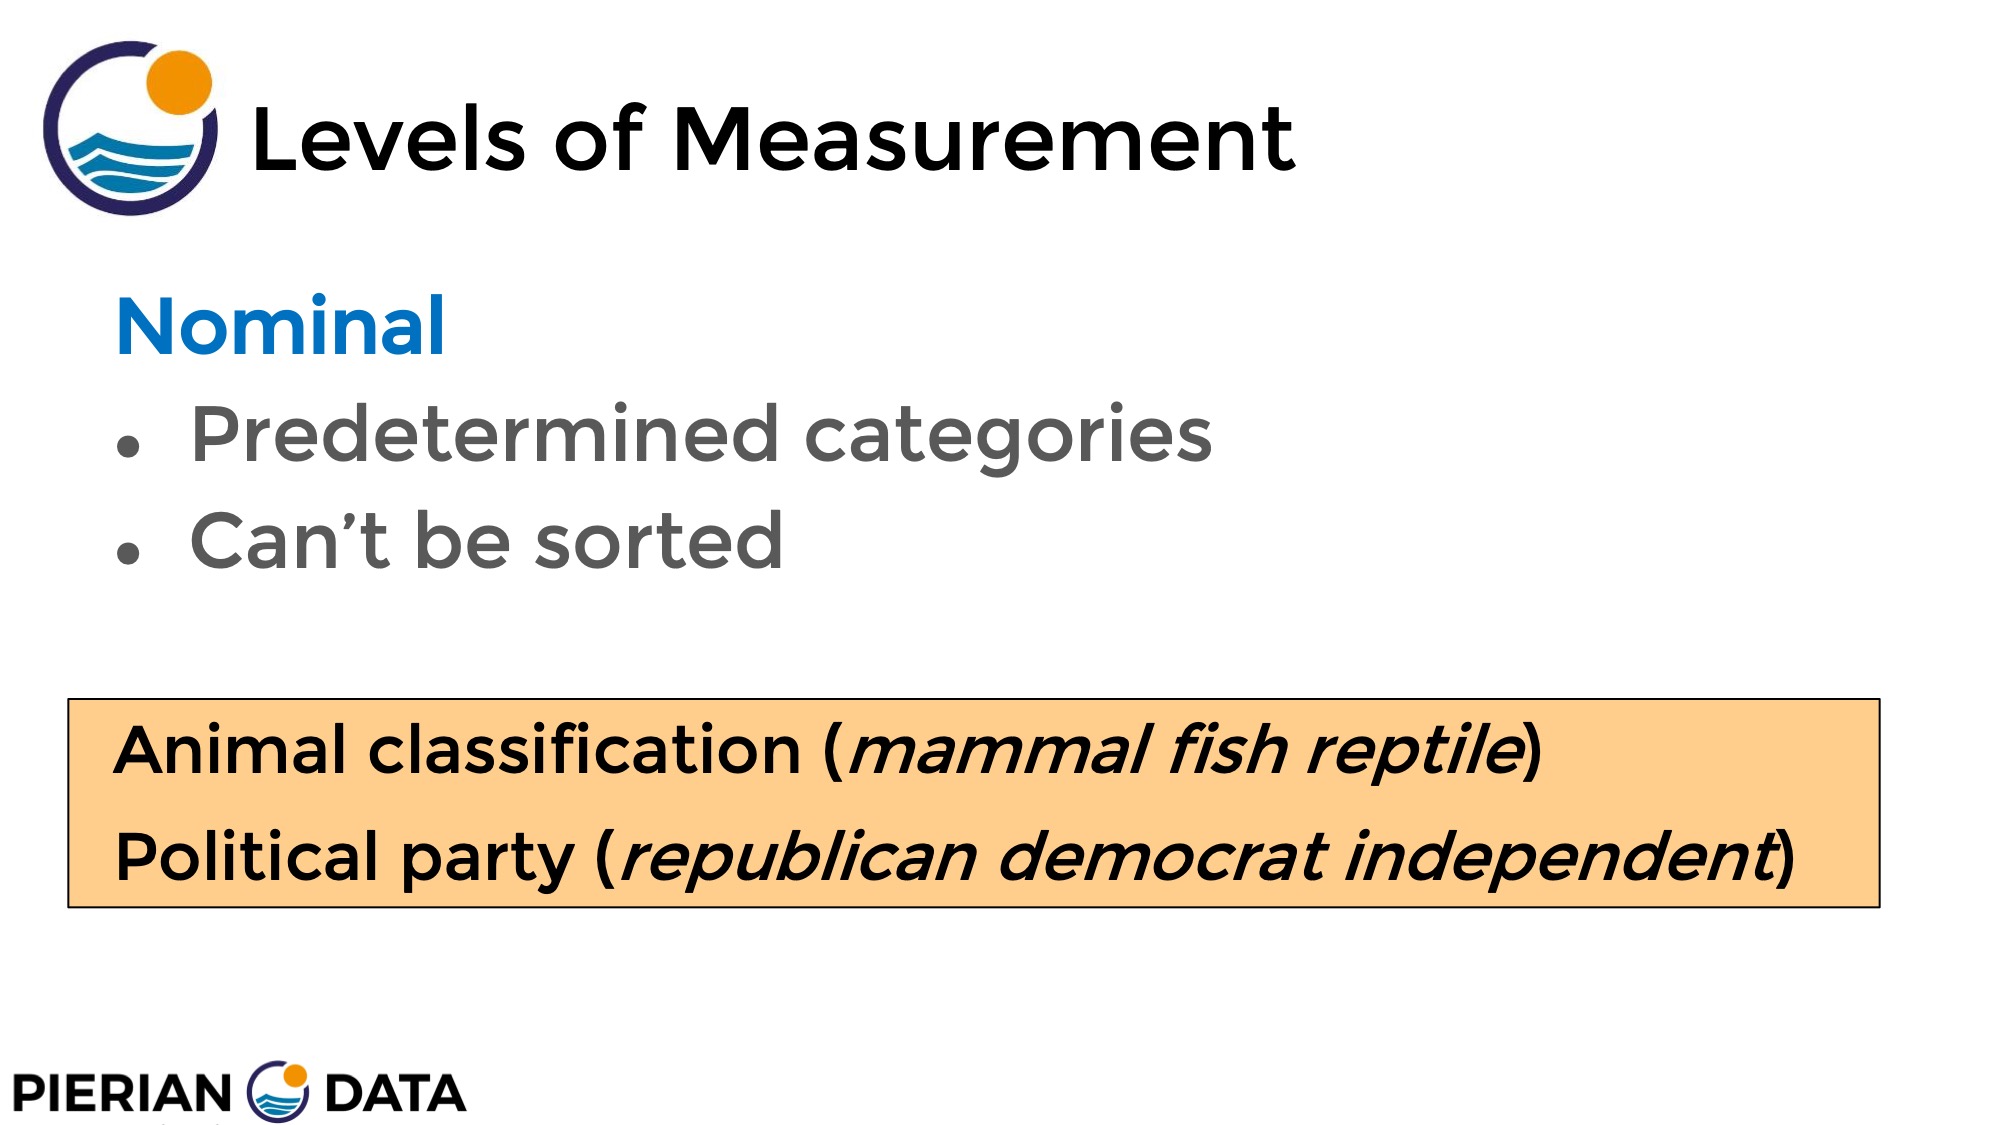 Levels of Measurement
Nominal
• Predetermined categories
• Can’t be sorted
Animal classification (mammal fish reptile)
Political party (republican democrat independent)
PIERIAN DATA